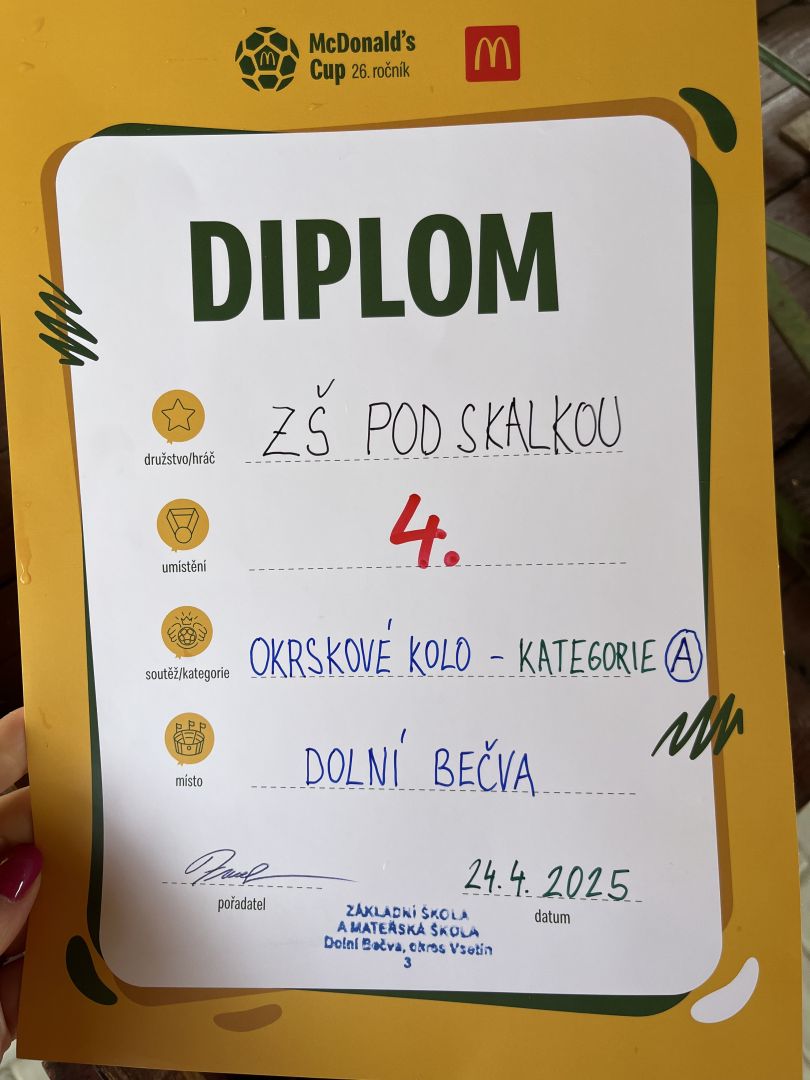 McDonald's
Cup 26. ročník
DIPLOM
ZŠ POD SKALKOU
družstvo/hráč
4.
umístění
OKRSKOVÉ KOLO - KATEGORIE A
soutěž/kategorie
DOLNÍ BEČVA
místo
24.4.2025
pořadatel
datum
ZÁKLADNÍ ŠKOLA
A MATEŘSKÁ ŠKOLA
Dolní Bečva, okres Vsetín
3